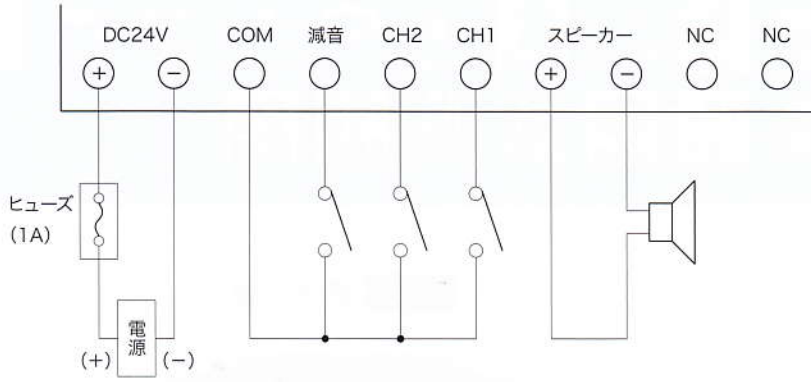 DC24V COM 減音 CH2 CH1 スピーカー NC NC
+ − + −
ヒューズ
(1A)
電源
(+) (−)